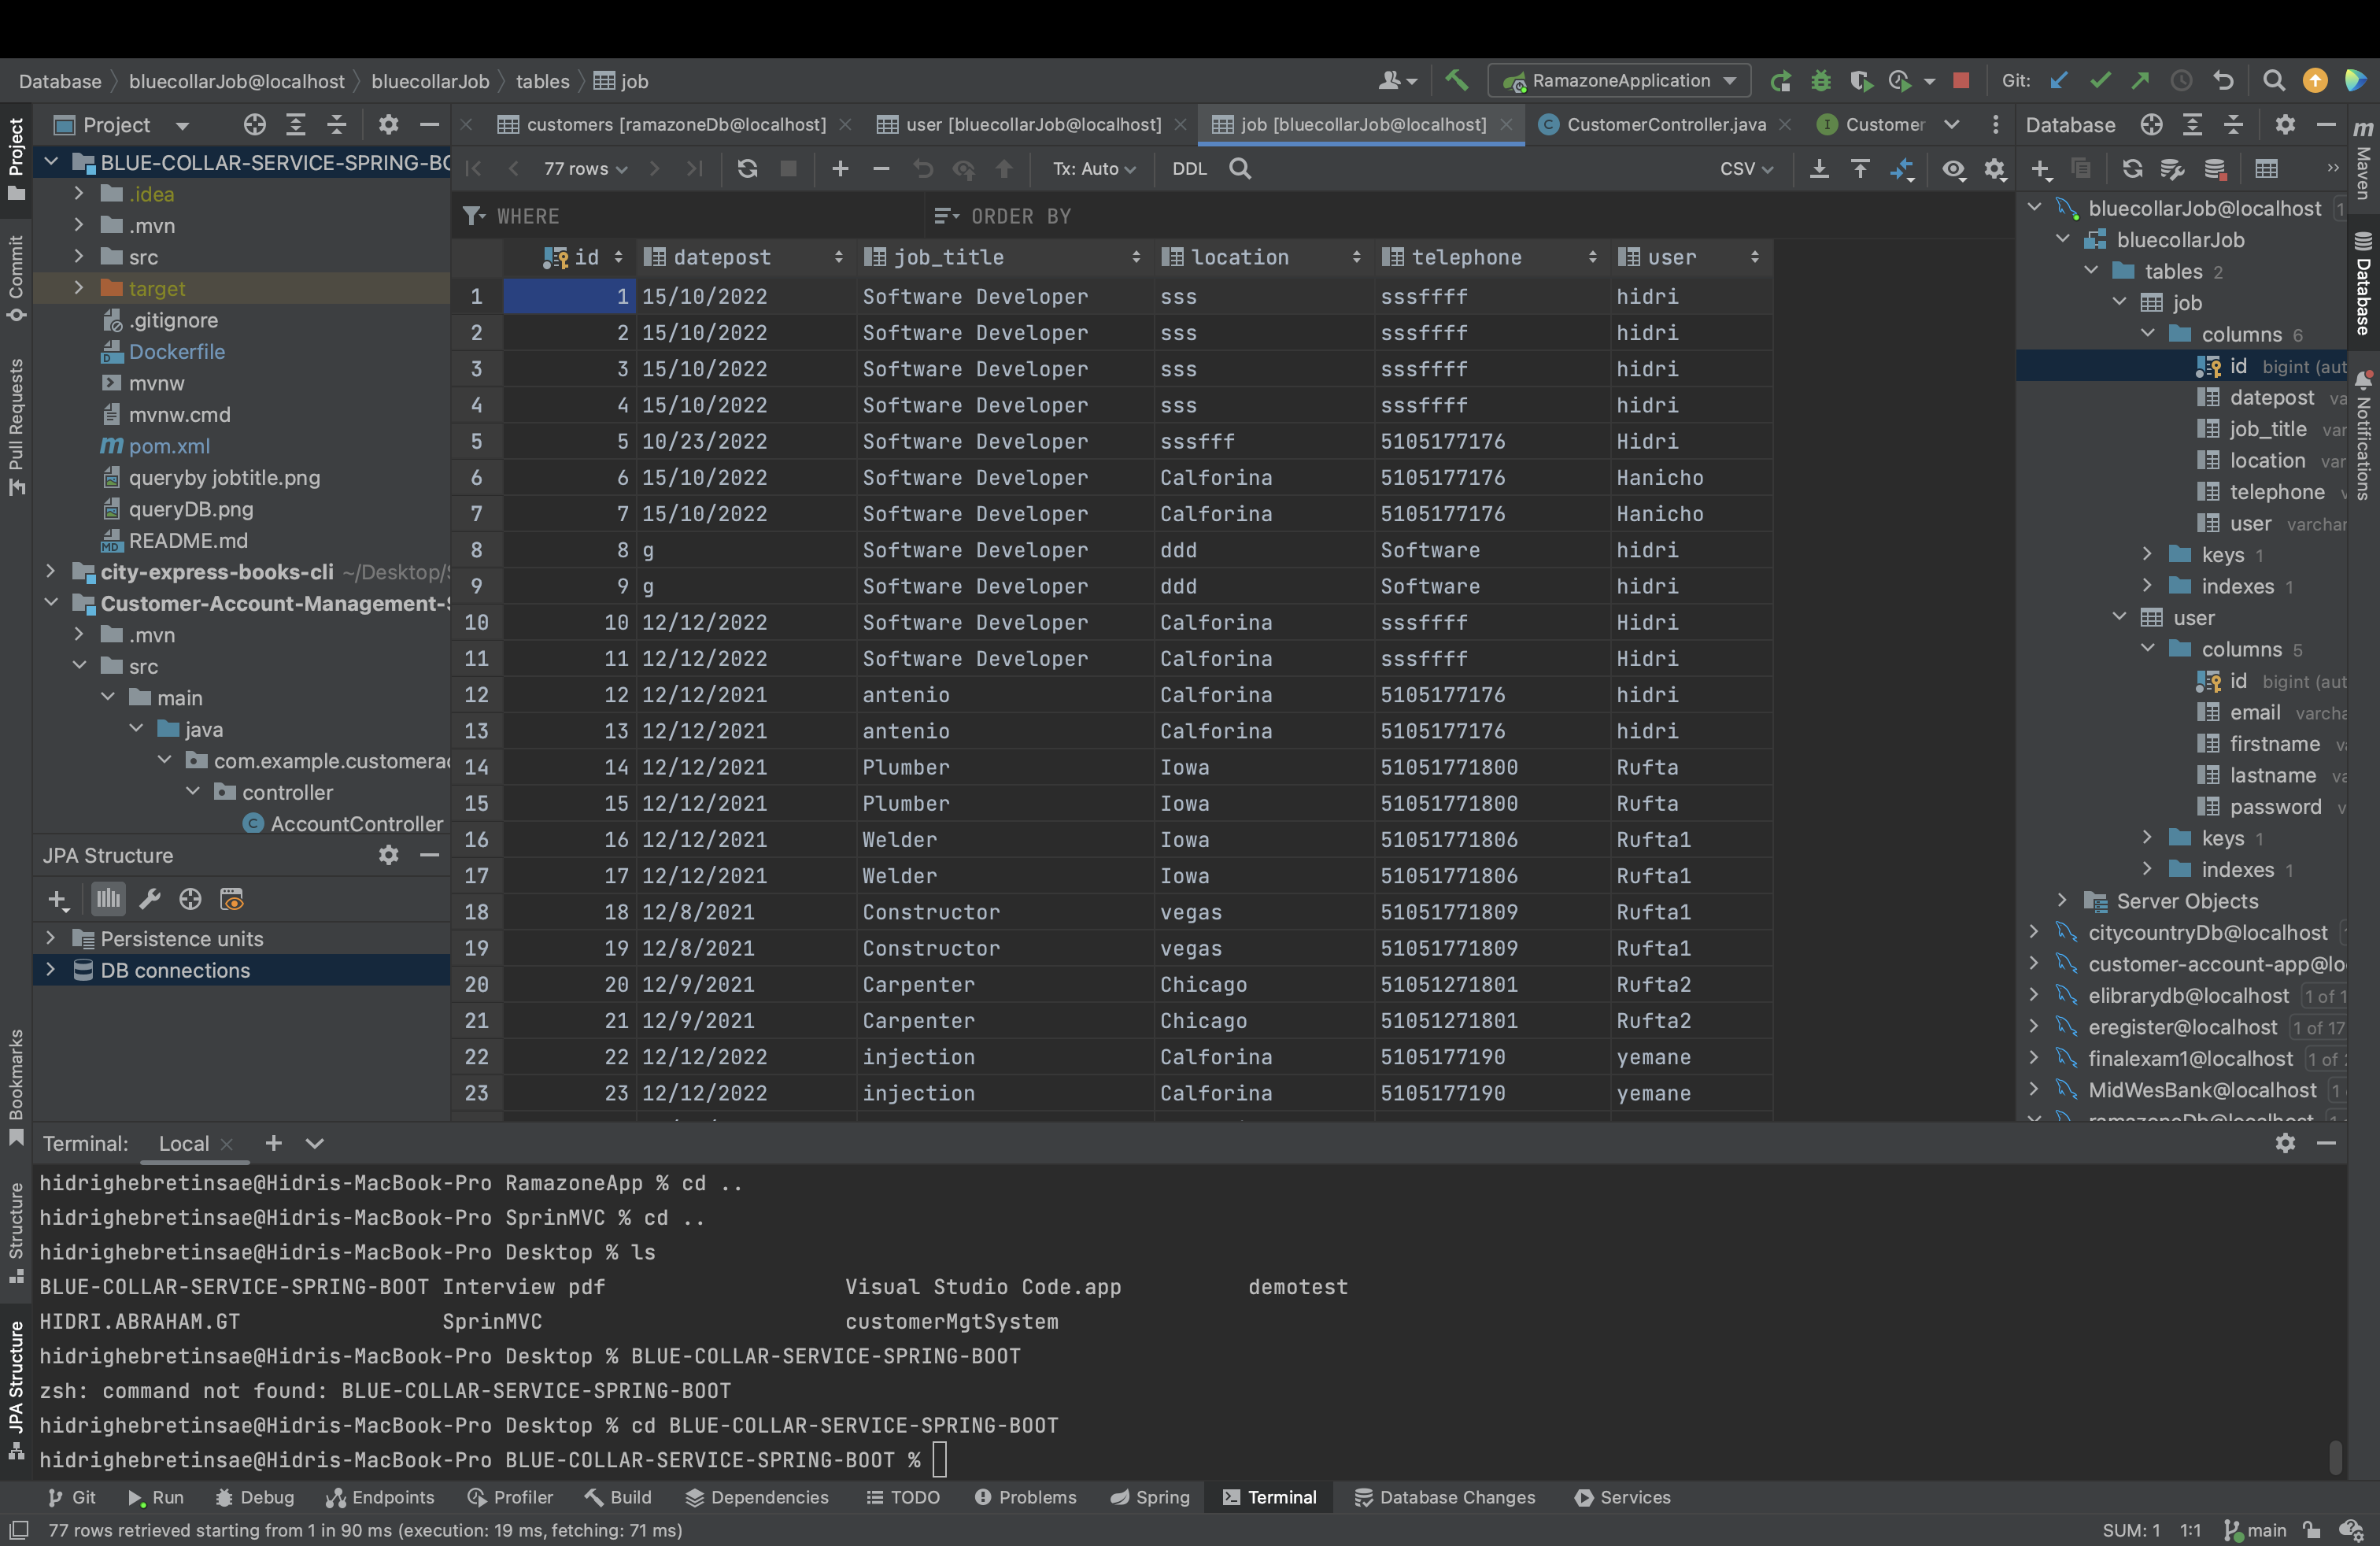 Database bluecollarJob@localhost bluecollarJob tables job
RamazoneApplication Git:
Project
customers [ramazoneDb@localhost] user [bluecollarJob@localhost] job [bluecollarJob@localhost] CustomerController.java Customer
Database
77 rows Tx: Auto DDL CSV
WHERE ORDER BY
id datepost job_title location telephone user
1 1 15/10/2022 Software Developer sss sssffff hidri
2 2 15/10/2022 Software Developer sss sssffff hidri
3 3 15/10/2022 Software Developer sss sssffff hidri
4 4 15/10/2022 Software Developer sss sssffff hidri
5 5 10/23/2022 Software Developer sssfff 5105177176 Hidri
6 6 15/10/2022 Software Developer Calforina 5105177176 Hanicho
7 7 15/10/2022 Software Developer Calforina 5105177176 Hanicho
8 8 g Software Developer ddd Software hidri
9 9 g Software Developer ddd Software hidri
10 10 12/12/2022 Software Developer Calforina sssffff Hidri
11 11 12/12/2022 Software Developer Calforina sssffff Hidri
12 12 12/12/2021 antenio Calforina 5105177176 hidri
13 13 12/12/2021 antenio Calforina 5105177176 hidri
14 14 12/12/2021 Plumber Iowa 51051771800 Rufta
15 15 12/12/2021 Plumber Iowa 51051771800 Rufta
16 16 12/12/2021 Welder Iowa 51051771806 Rufta1
17 17 12/12/2021 Welder Iowa 51051771806 Rufta1
18 18 12/8/2021 Constructor vegas 51051771809 Rufta1
19 19 12/8/2021 Constructor vegas 51051771809 Rufta1
20 20 12/9/2021 Carpenter Chicago 51051271801 Rufta2
21 21 12/9/2021 Carpenter Chicago 51051271801 Rufta2
22 22 12/12/2022 injection Calforina 5105177190 yemane
23 23 12/12/2022 injection Calforina 5105177190 yemane
BLUE-COLLAR-SERVICE-SPRING-BO
.idea
.mvn
src
target
.gitignore
Dockerfile
mvnw
mvnw.cmd
pom.xml
queryby jobtitle.png
queryDB.png
README.md
city-express-books-cli ~/Desktop/S
Customer-Account-Management-S
.mvn
src
main
java
com.example.customerac
controller
AccountController
JPA Structure
Persistence units
DB connections
bluecollarJob@localhost 1
bluecollarJob
tables 2
job
columns 6
id bigint (aut
datepost va
job_title var
location var
telephone v
user varchar
keys 1
indexes 1
user
columns 5
id bigint (aut
email varcha
firstname va
lastname va
password v
keys 1
indexes 1
Server Objects
citycountryDb@localhost
customer-account-app@lo
elibrarydb@localhost 1 of 1
eregister@localhost 1 of 17
finalexam1@localhost 1 of
MidWesBank@localhost 1
ramazoneDb@localhost
Project
Commit
Pull Requests
Bookmarks
Structure
JPA Structure
Maven
Database
Notifications
Terminal: Local
hidrighebretinsae@Hidris-MacBook-Pro RamazoneApp % cd ..
hidrighebretinsae@Hidris-MacBook-Pro SprinMVC % cd ..
hidrighebretinsae@Hidris-MacBook-Pro Desktop % ls
BLUE-COLLAR-SERVICE-SPRING-BOOT Interview pdf Visual Studio Code.app demotest
HIDRI.ABRAHAM.GT SprinMVC customerMgtSystem
hidrighebretinsae@Hidris-MacBook-Pro Desktop % BLUE-COLLAR-SERVICE-SPRING-BOOT
zsh: command not found: BLUE-COLLAR-SERVICE-SPRING-BOOT
hidrighebretinsae@Hidris-MacBook-Pro Desktop % cd BLUE-COLLAR-SERVICE-SPRING-BOOT
hidrighebretinsae@Hidris-MacBook-Pro BLUE-COLLAR-SERVICE-SPRING-BOOT %
Git Run Debug Endpoints Profiler Build Dependencies TODO Problems Spring Terminal Database Changes Services
77 rows retrieved starting from 1 in 90 ms (execution: 19 ms, fetching: 71 ms) SUM: 1 1:1 main